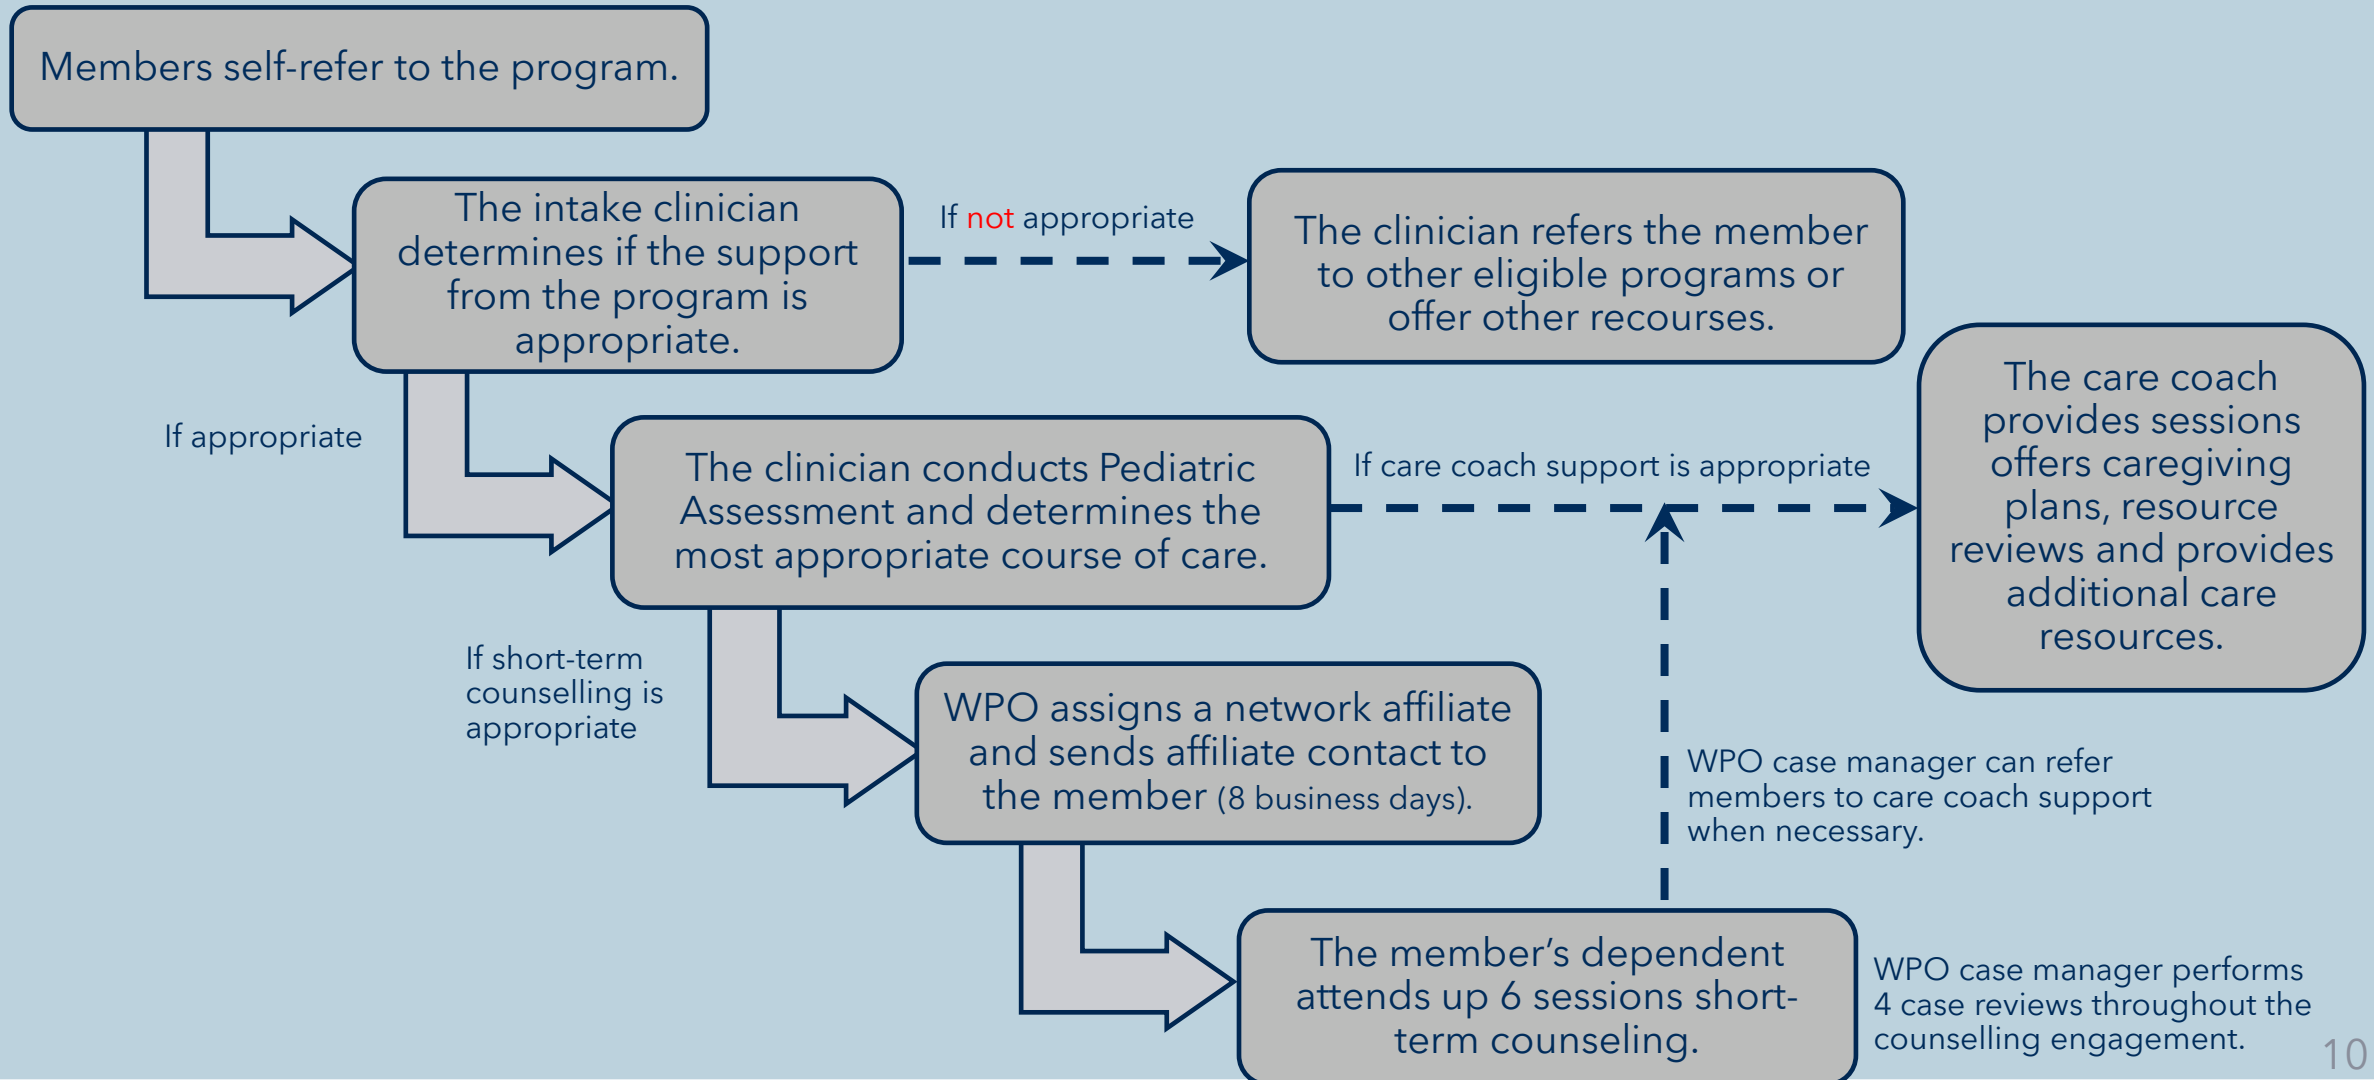 Members self-refer to the program.
The intake clinician
determines if the support
from the program is
appropriate.
If not appropriate
The clinician refers the member
to other eligible programs or
offer other recourses.
If appropriate
The clinician conducts Pediatric
Assessment and determines the
most appropriate course of care.
If care coach support is appropriate
The care coach
provides sessions
offers caregiving
plans, resource
reviews and provides
additional care
resources.
If short-term
counselling is
appropriate
WPO assigns a network affiliate
and sends affiliate contact to
the member (8 business days).
WPO case manager can refer
members to care coach support
when necessary.
The member’s dependent
attends up 6 sessions short-
term counseling.
WPO case manager performs
4 case reviews throughout the
counselling engagement.
10